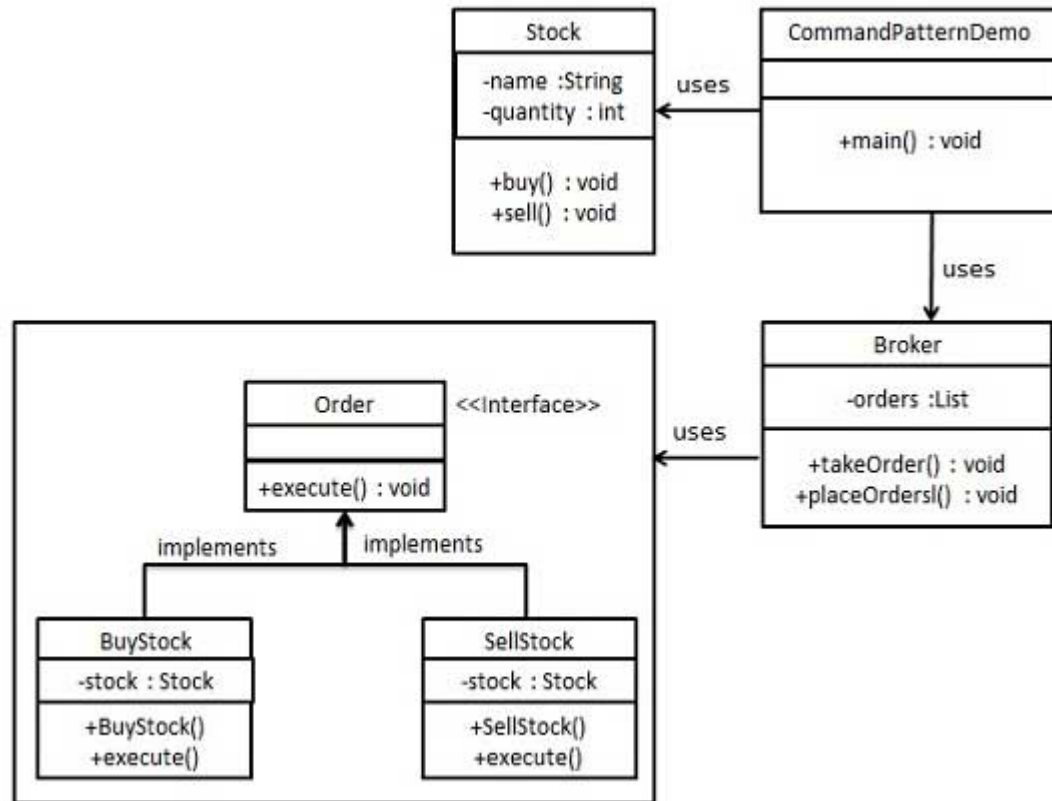 Stock
-name :String
-quantity : int
+buy() : void
+sell() : void
uses
CommandPatternDemo
+main() : void
uses
Broker
-orders :List
+takeOrder() : void
+placeOrdersl() : void
uses
Order
<<Interface>>
+execute() : void
implements
implements
BuyStock
-stock : Stock
+BuyStock()
+execute()
SellStock
-stock : Stock
+SellStock()
+execute()